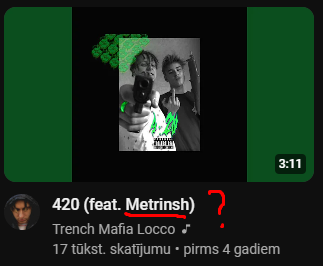 3:11
420 (feat. Metrinsh) ?
Trench Mafia Locco ♪
17 tūkst. skatījumu • pirms 4 gadiem